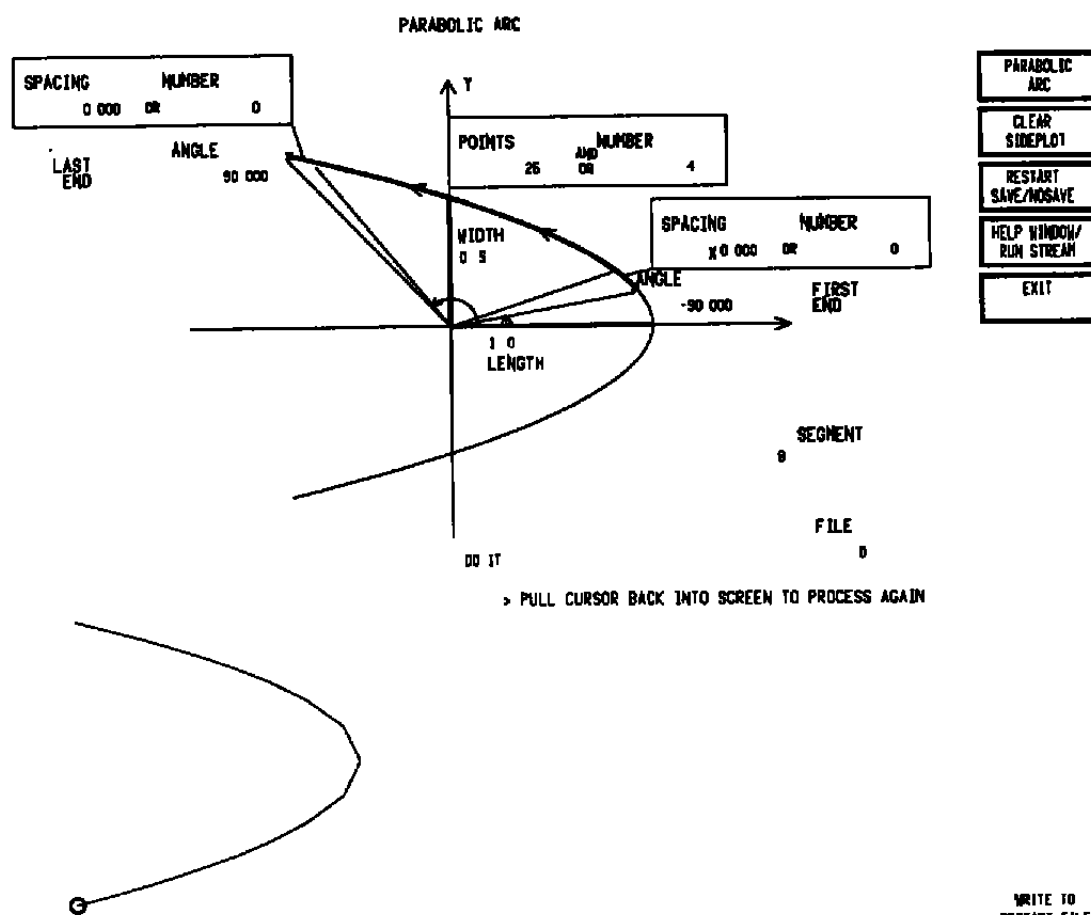 PARABOLIC ARC
SPACING NUMBER
0 000 OR 0
LAST
END
ANGLE
90 000
Y
POINTS AND NUMBER
25 OR 4
WIDTH
0 5
SPACING NUMBER
X 0 000 OR 0
ANGLE
-90 000
FIRST
END
1 0
LENGTH
SEGMENT
FILE
0
DO IT
> PULL CURSOR BACK INTO SCREEN TO PROCESS AGAIN
PARABOLIC
ARC
CLEAR
SIDEPLOT
RESTART
SAVE/NOSAVE
HELP WINDOW/
RUN STREAM
EXIT
WRITE TO